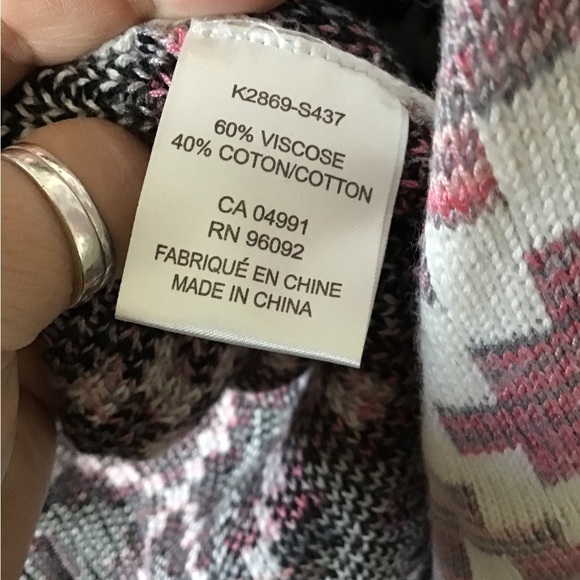 K2869-S437
60% VISCOSE
40% COTON/COTTON
CA 04991
RN 96092
FABRIQUÉ EN CHINE
MADE IN CHINA